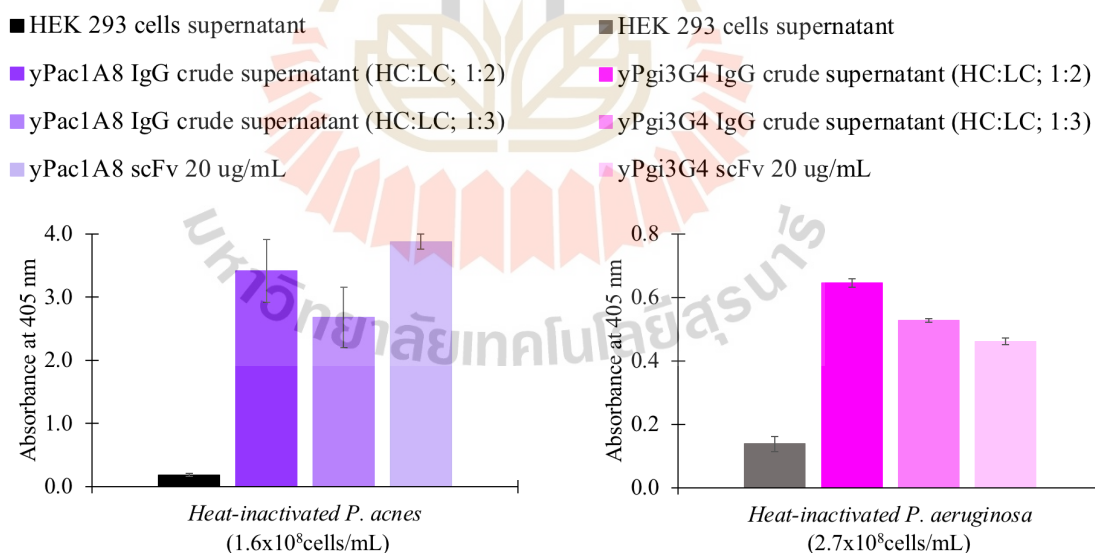 HEK 293 cells supernatant
yPac1A8 IgG crude supernatant (HC:LC; 1:2)
yPac1A8 IgG crude supernatant (HC:LC; 1:3)
yPac1A8 scFv 20 ug/mL
HEK 293 cells supernatant
yPgi3G4 IgG crude supernatant (HC:LC; 1:2)
yPgi3G4 IgG crude supernatant (HC:LC; 1:3)
yPgi3G4 scFv 20 ug/mL
Absorbance at 405 nm
4.0
3.0
2.0
1.0
0.0
Heat-inactivated P. acnes
(1.6x10⁸cells/mL)
Absorbance at 405 nm
0.8
0.6
0.4
0.2
0.0
Heat-inactivated P. aeruginosa
(2.7x10⁸cells/mL)
มหาวิทยาลัยเทคโนโลยีสุรนารี